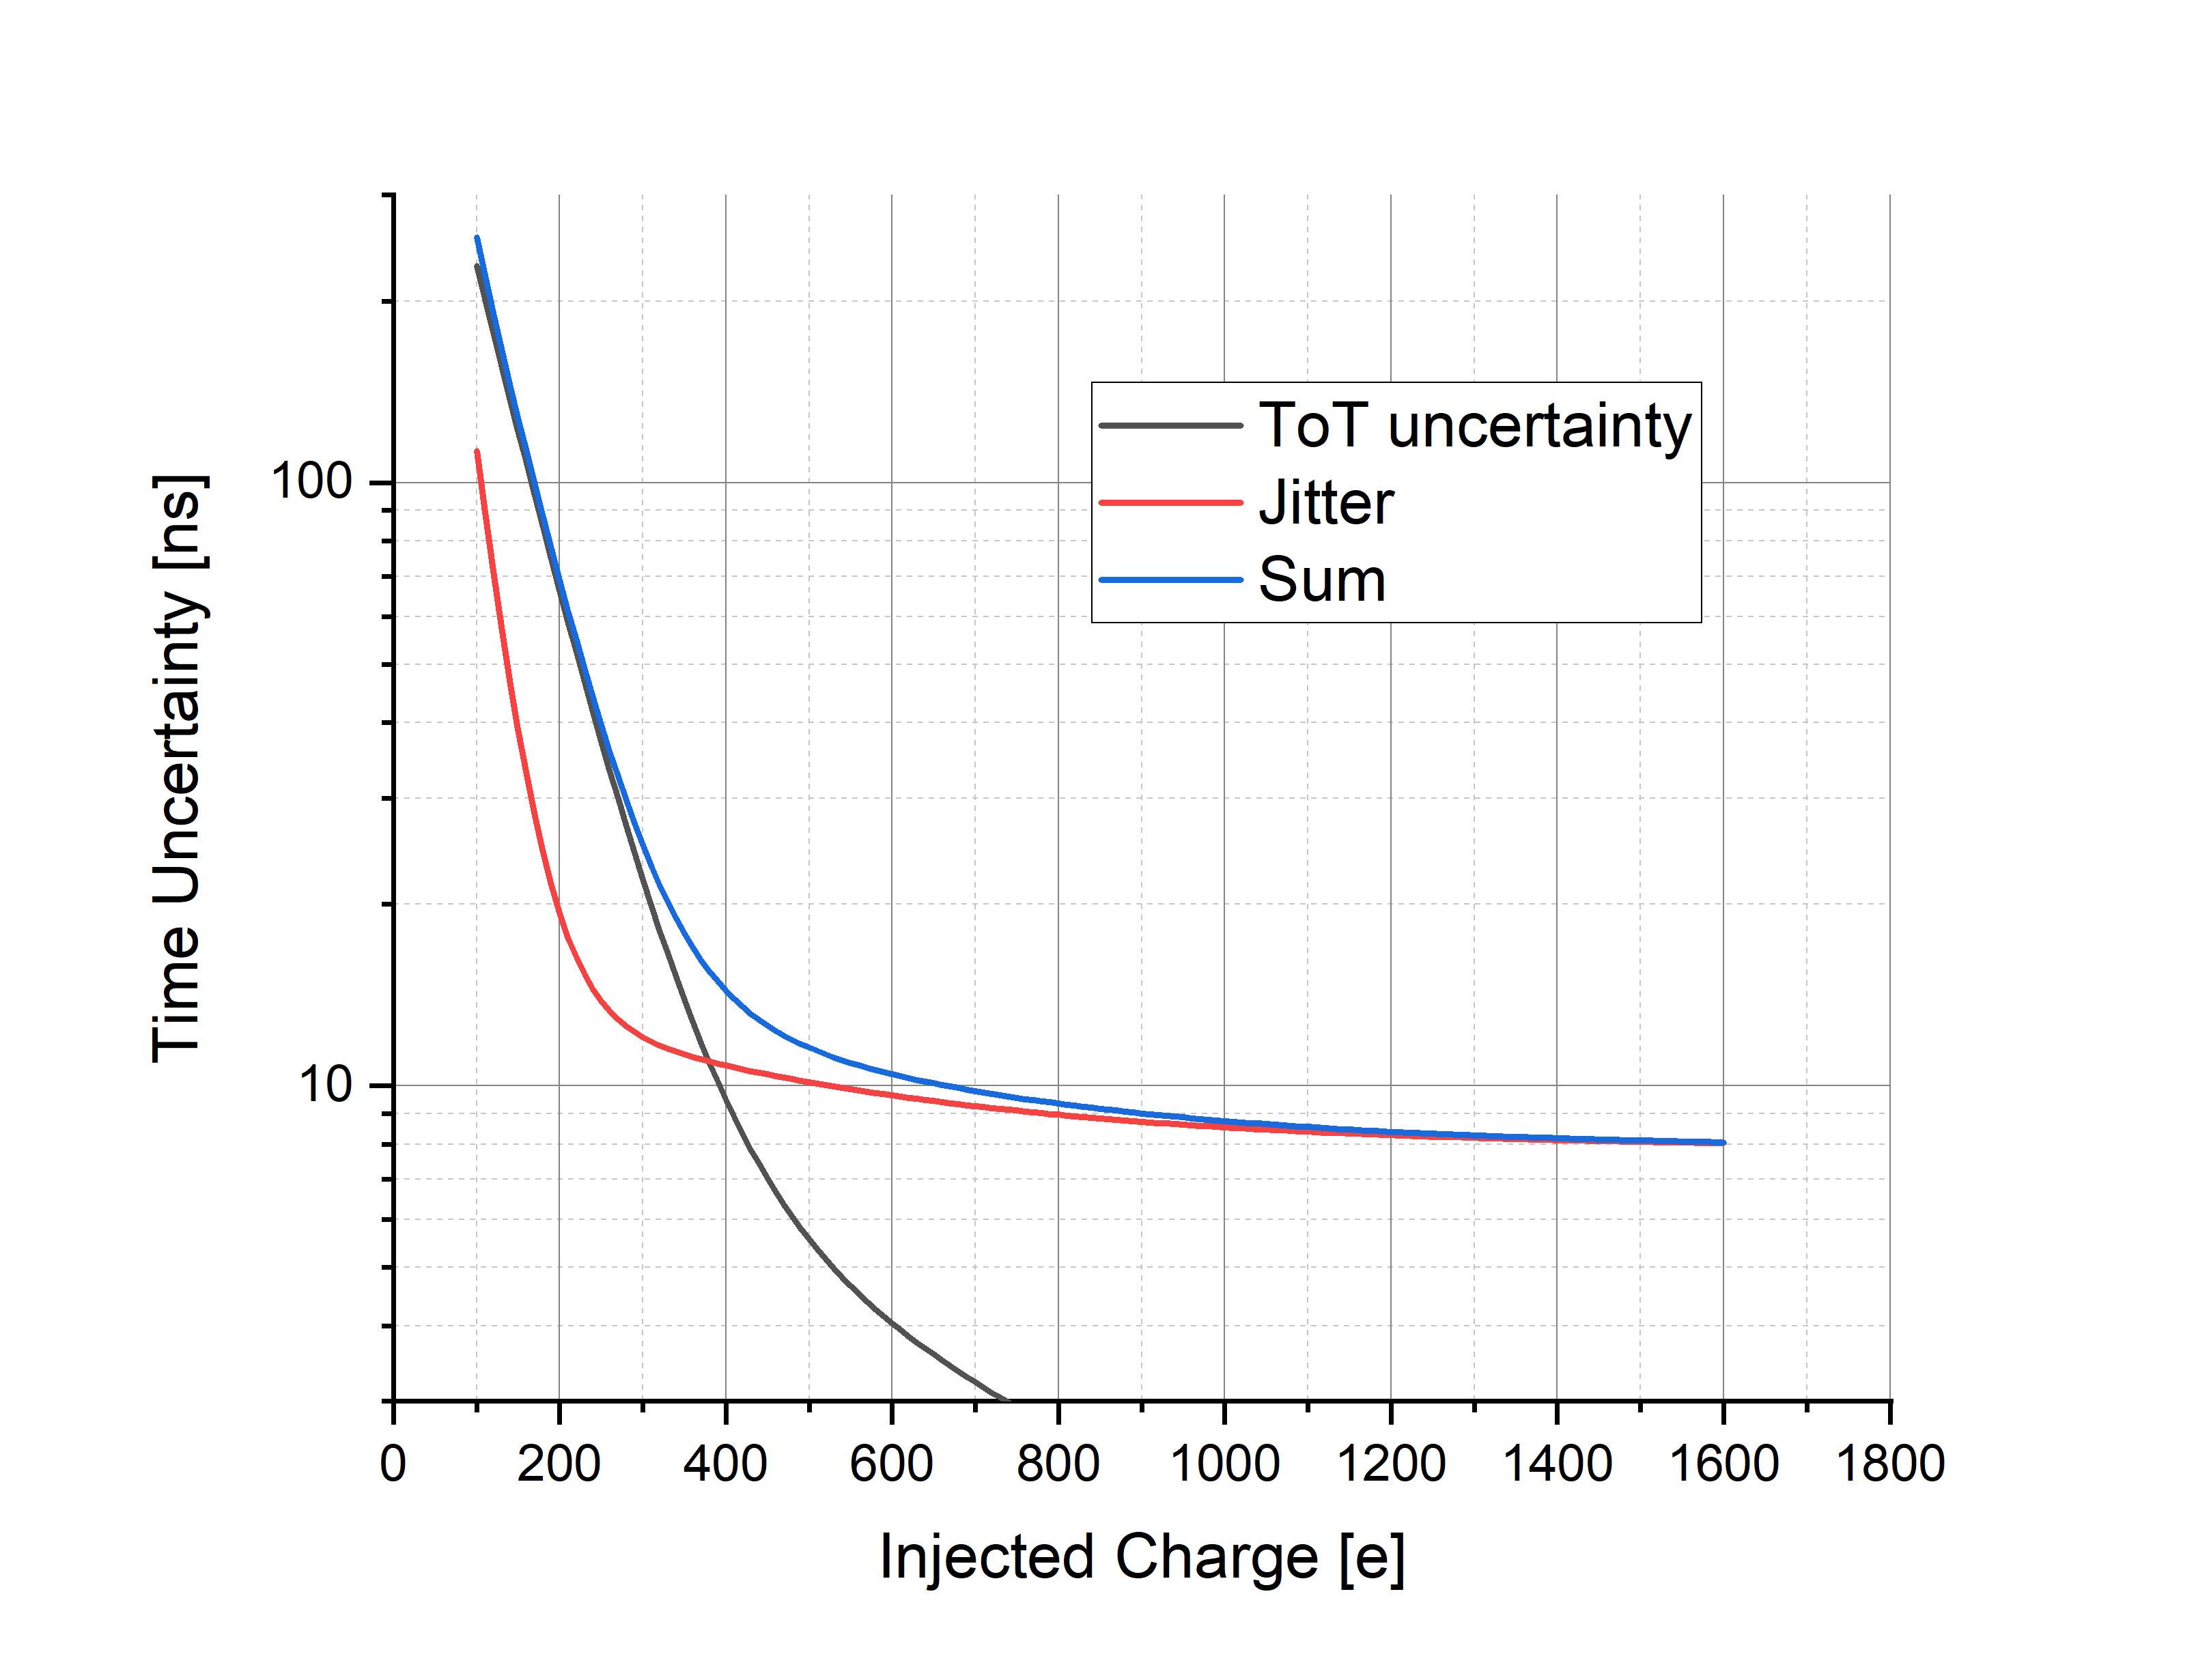 Time Uncertainty [ns]
100
10
ToT uncertainty
Jitter
Sum
0 200 400 600 800 1000 1200 1400 1600 1800
Injected Charge [e]